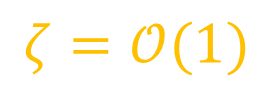 ζ = 𝒪(1)